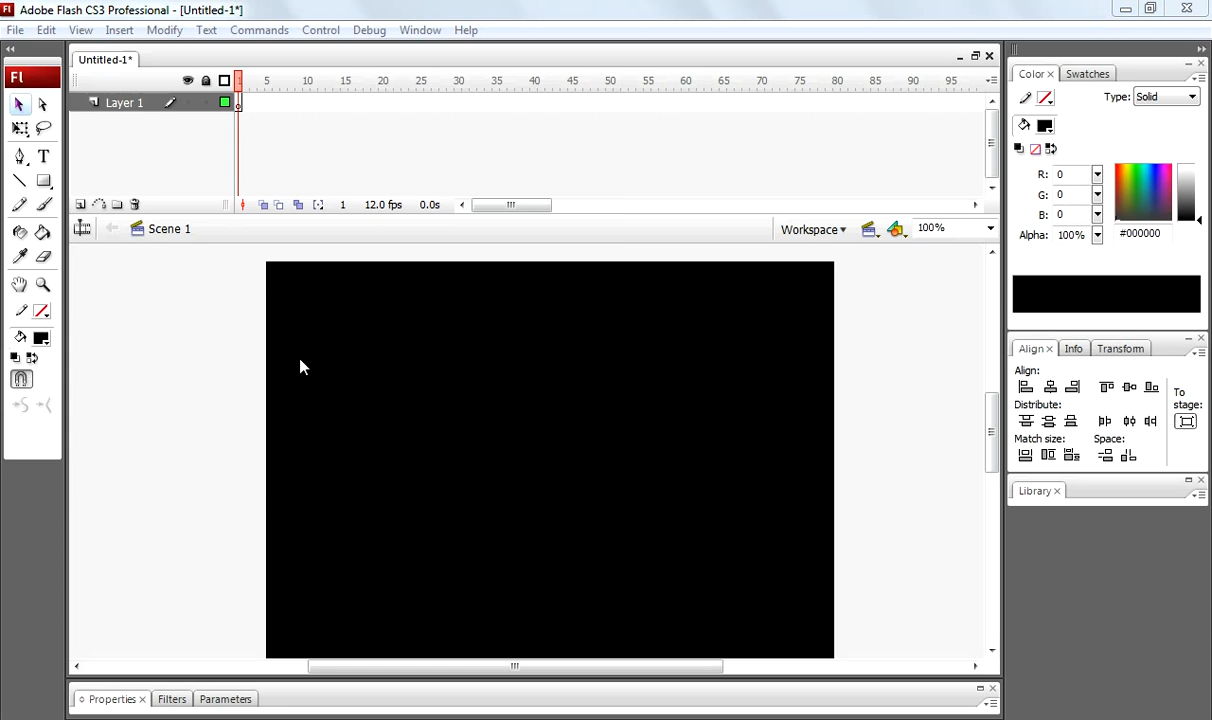 Fl Adobe Flash CS3 Professional - [Untitled-1*]
File Edit View Insert Modify Text Commands Control Debug Window Help
Untitled-1*
Fl
1 5 10 15 20 25 30 35 40 45 50 55 60 65 70 75 80 85 90 95
Layer 1
1 12.0 fps 0.0s
Scene 1
Workspace
100%
Color
Swatches
Type: Solid
R: 0
G: 0
B: 0
Alpha: 100%
#000000
Align
Info
Transform
Align:
To
stage:
Distribute:
Match size:
Space:
Library
Properties
Filters
Parameters